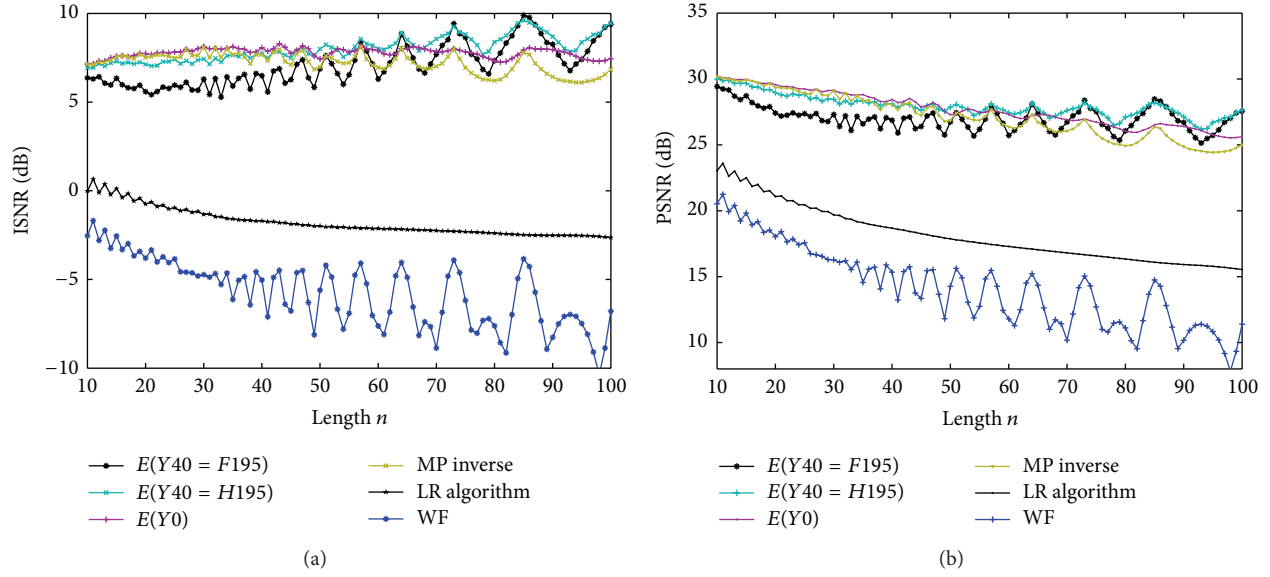 10
5
0
−5
−10
ISNR (dB)
10 20 30 40 50 60 70 80 90 100
Length n
E(Y40 = F195)
E(Y40 = H195)
E(Y0)
MP inverse
LR algorithm
WF
(a)
40
35
30
25
20
15
10
PSNR (dB)
10 20 30 40 50 60 70 80 90 100
Length n
E(Y40 = F195)
E(Y40 = H195)
E(Y0)
MP inverse
LR algorithm
WF
(b)